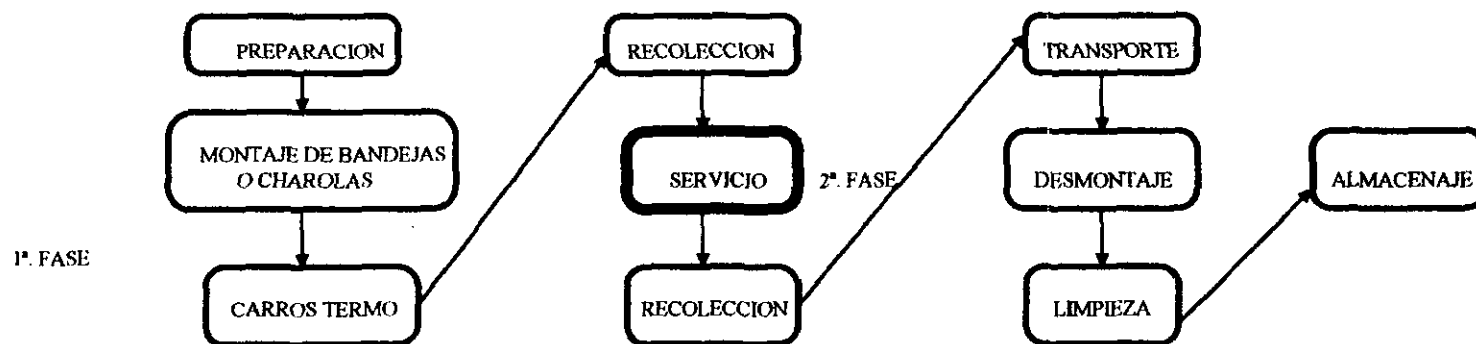 PREPARACION
MONTAJE DE BANDEJAS
O CHAROLAS
1ª. FASE
CARROS TERMO
RECOLECCION
SERVICIO
2ª. FASE
RECOLECCION
TRANSPORTE
DESMONTAJE
LIMPIEZA
ALMACENAJE